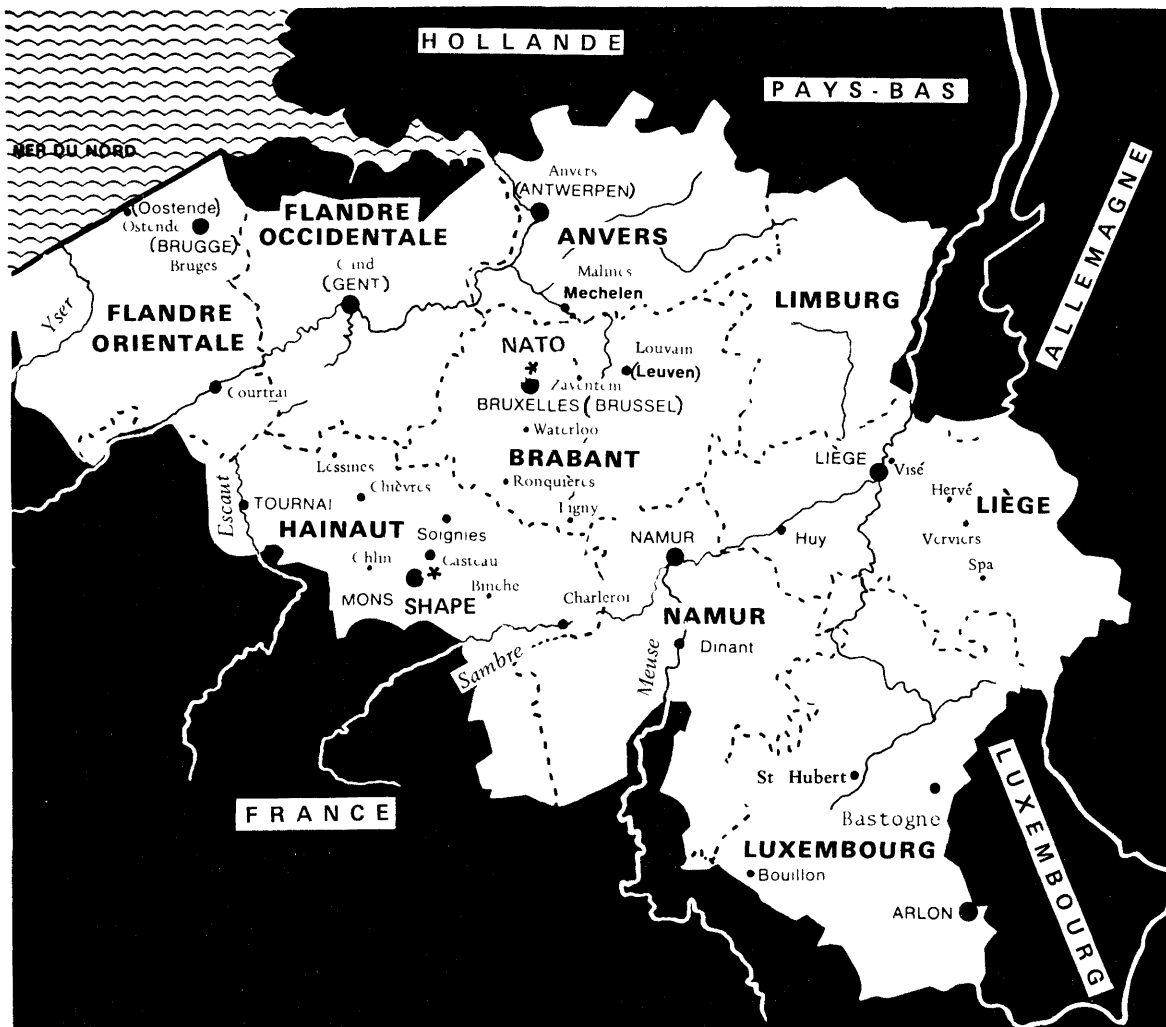 HOLLANDE
PAYS-BAS
MER DU NORD
ALLEMAGNE
Anvers
(ANTWERPEN)
(Oostende)
Ostende
(BRUGGE)
Bruges
FLANDRE
OCCIDENTALE
ANVERS
Gand
(GENT)
Malines
Mechelen
LIMBURG
Yser
FLANDRE
ORIENTALE
NATO
Louvain
(Leuven)
Zaventem
Courtrai
BRUXELLES (BRUSSEL)
Waterloo
BRABANT
Lessines
LIÈGE
Visé
Chièvres
Ronquières
Hervé
LIÈGE
Escaut
TOURNAI
HAINAUT
Soignies
Ligny
NAMUR
Huy
Verviers
Ghlin
Casteau
Spa
MONS
SHAPE
Binche
Charleroi
NAMUR
Sambre
Meuse
Dinant
St Hubert
Bastogne
FRANCE
LUXEMBOURG
LUXEMBOURG
Bouillon
ARLON